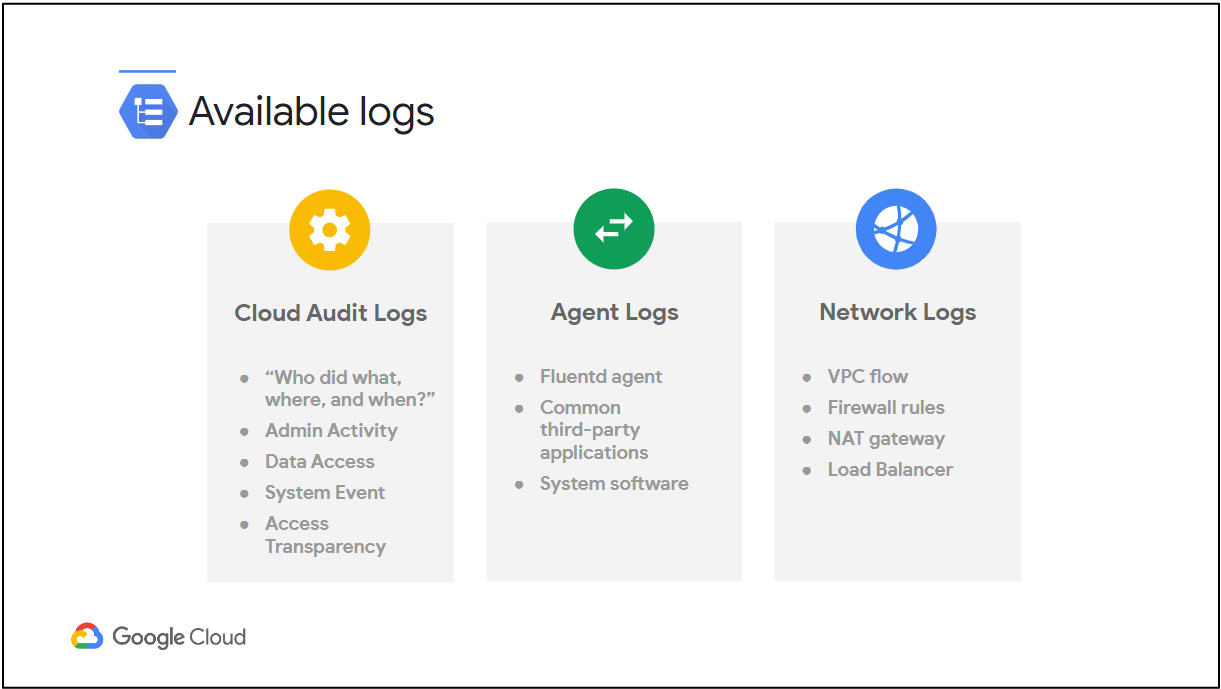 Available logs
Cloud Audit Logs
● “Who did what,
where, and when?”
● Admin Activity
● Data Access
● System Event
● Access
Transparency
Agent Logs
● Fluentd agent
● Common
third-party
applications
● System software
Network Logs
● VPC flow
● Firewall rules
● NAT gateway
● Load Balancer
Google Cloud